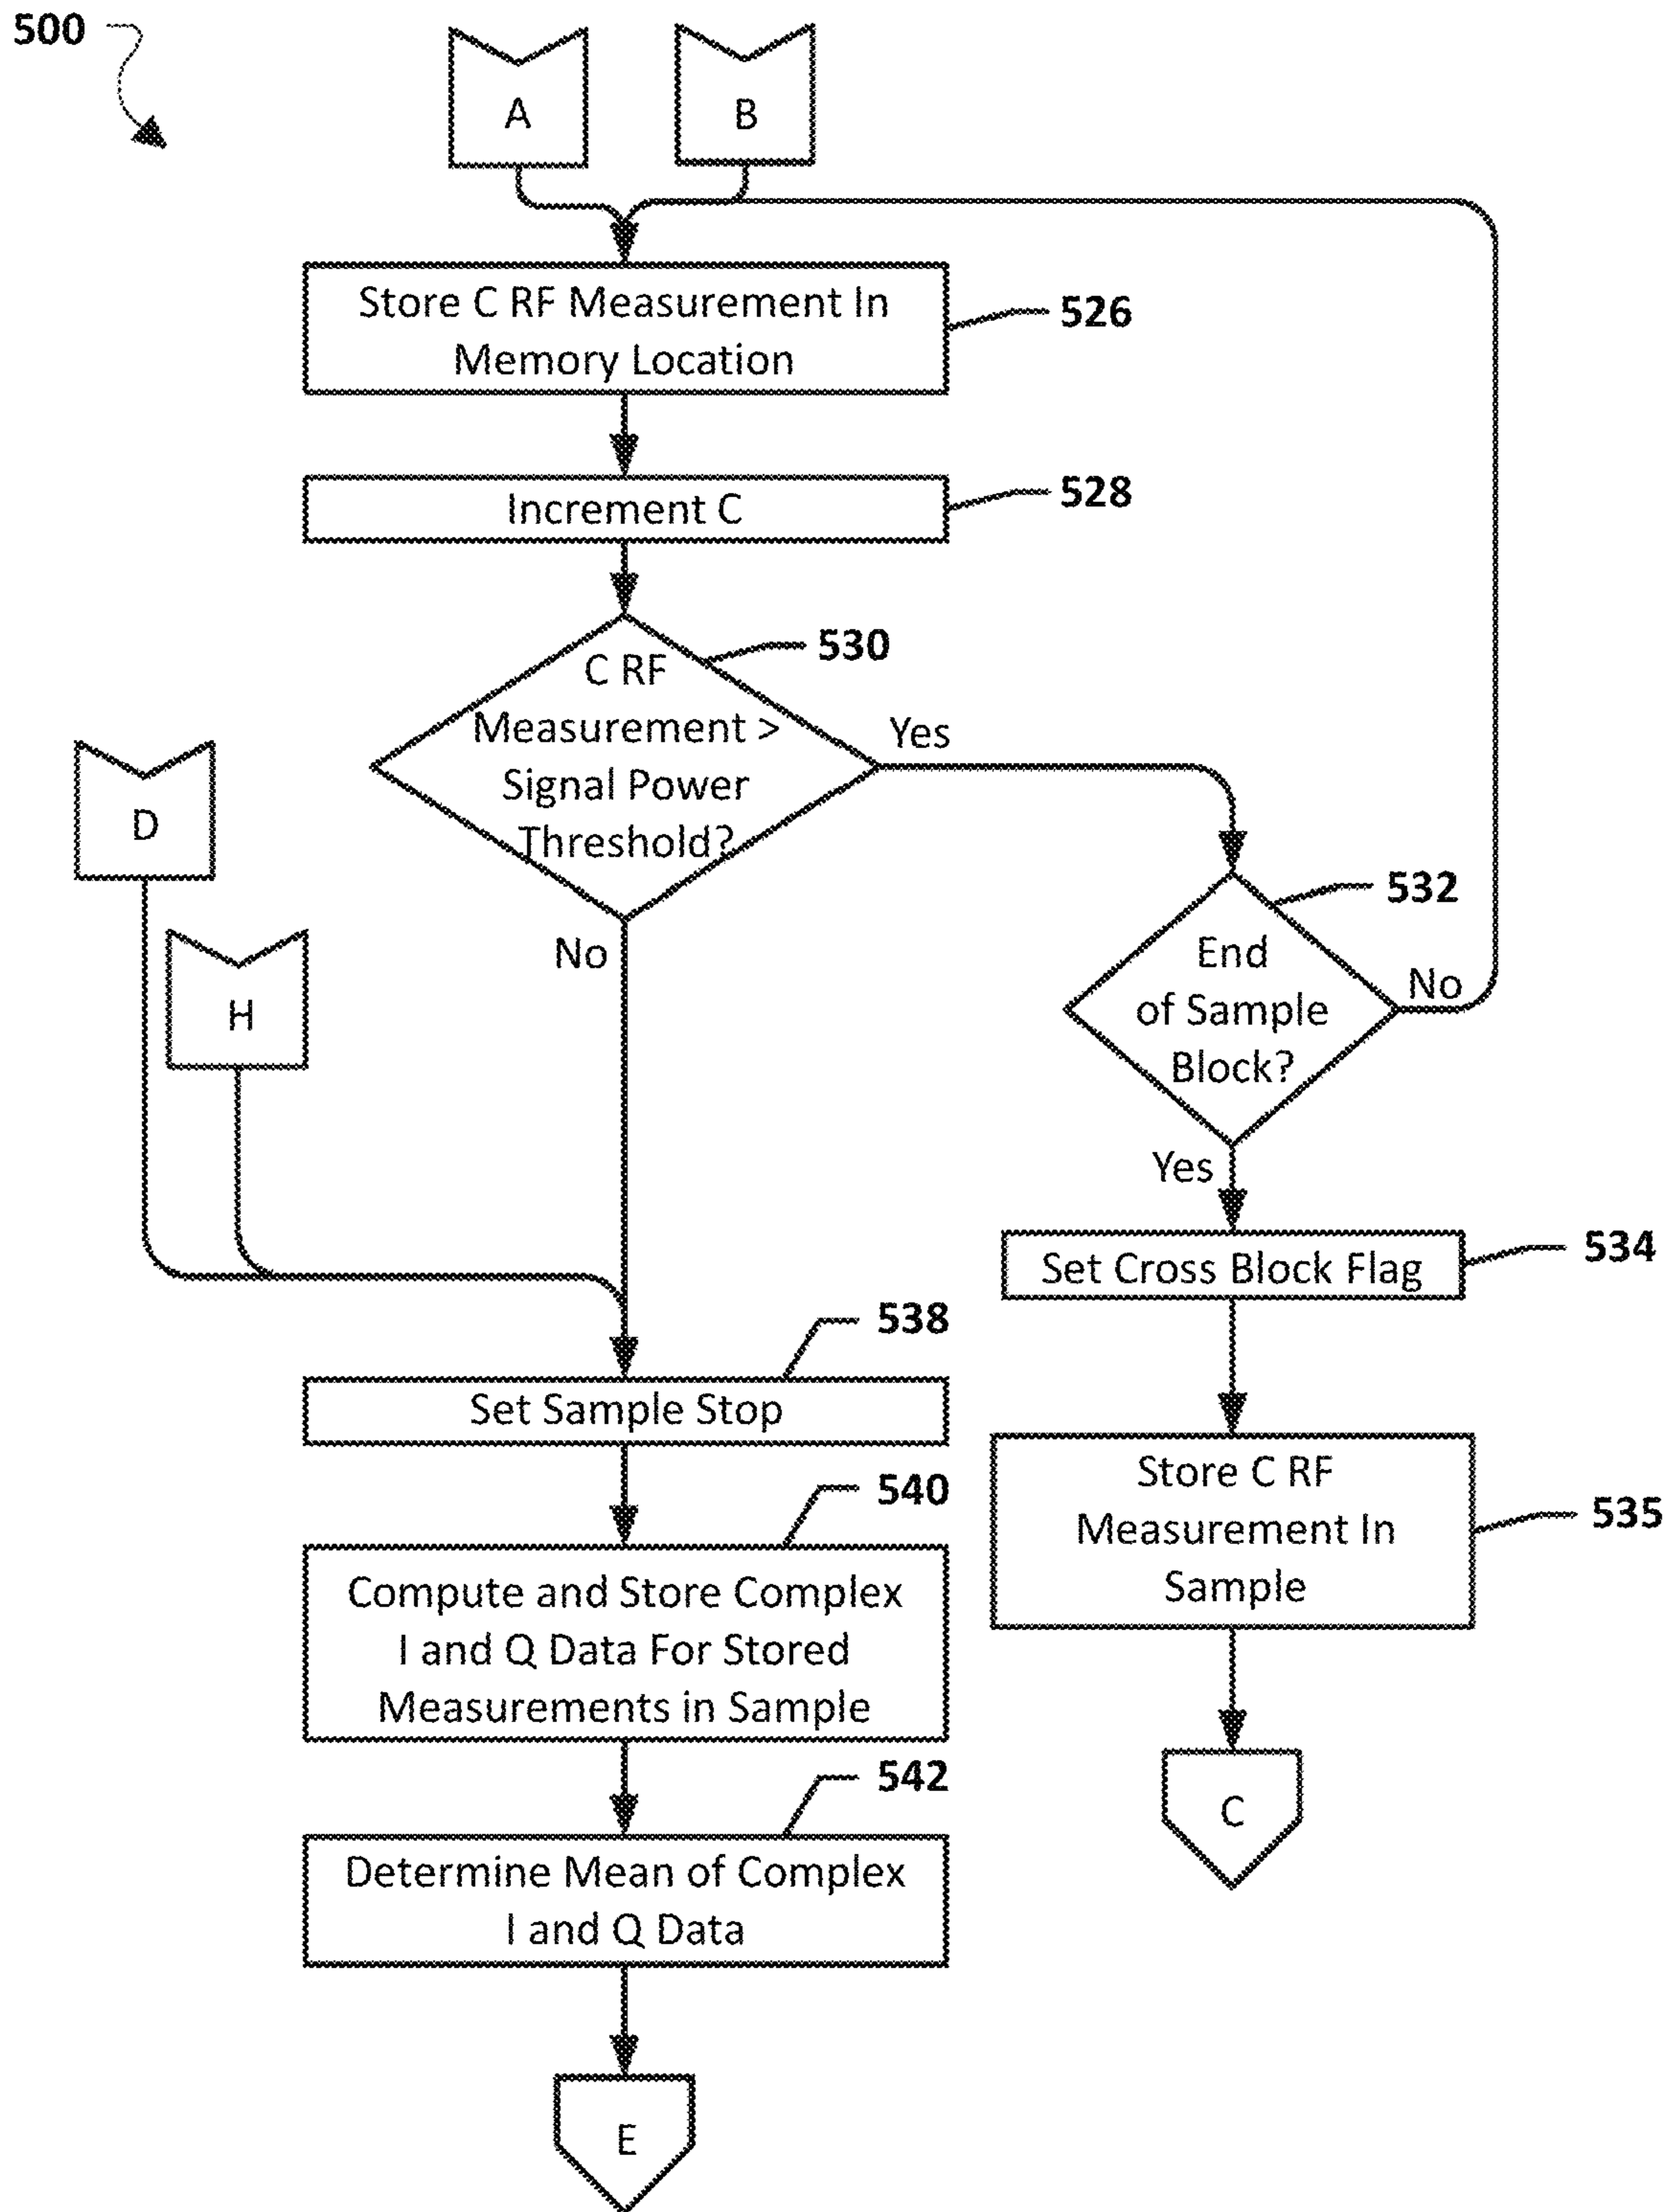 500
A
B
Store C RF Measurement In
Memory Location
526
Increment C
528
530
C RF
Measurement >
Signal Power
Threshold?
Yes
No
D
H
532
End
of Sample
Block?
No
Yes
Set Cross Block Flag
534
538
Set Sample Stop
Store C RF
Measurement In
Sample
535
540
Compute and Store Complex
I and Q Data For Stored
Measurements in Sample
C
542
Determine Mean of Complex
I and Q Data
E